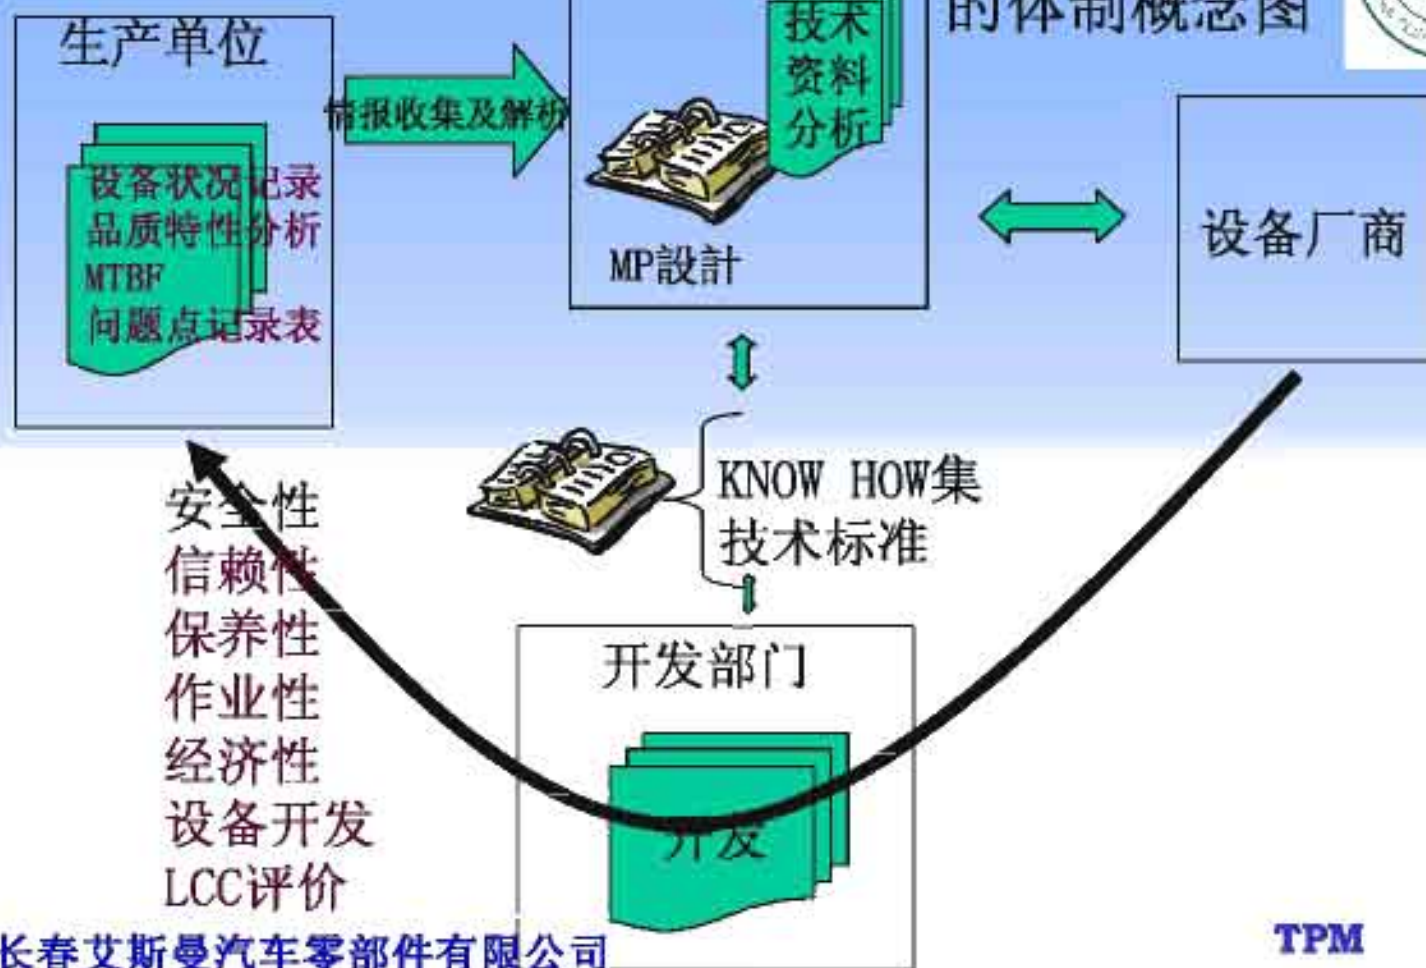 的体制概念图
生产单位
情报收集及解析
设备状况记录
品质特性分析
MTBF
问题点记录表
技术
资料
分析
MP設計
设备厂商
KNOW HOW集
技术标准
安全性
信赖性
保养性
作业性
经济性
设备开发
LCC评价
开发部门
开发
长春艾斯曼汽车零部件有限公司
TPM